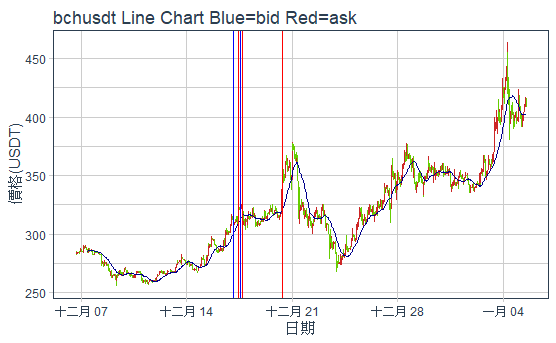 bchusdt Line Chart Blue=bid Red=ask
450
400
350
300
250
價格(USDT)
十二月 07
十二月 14
十二月 21
十二月 28
一月 04
日期